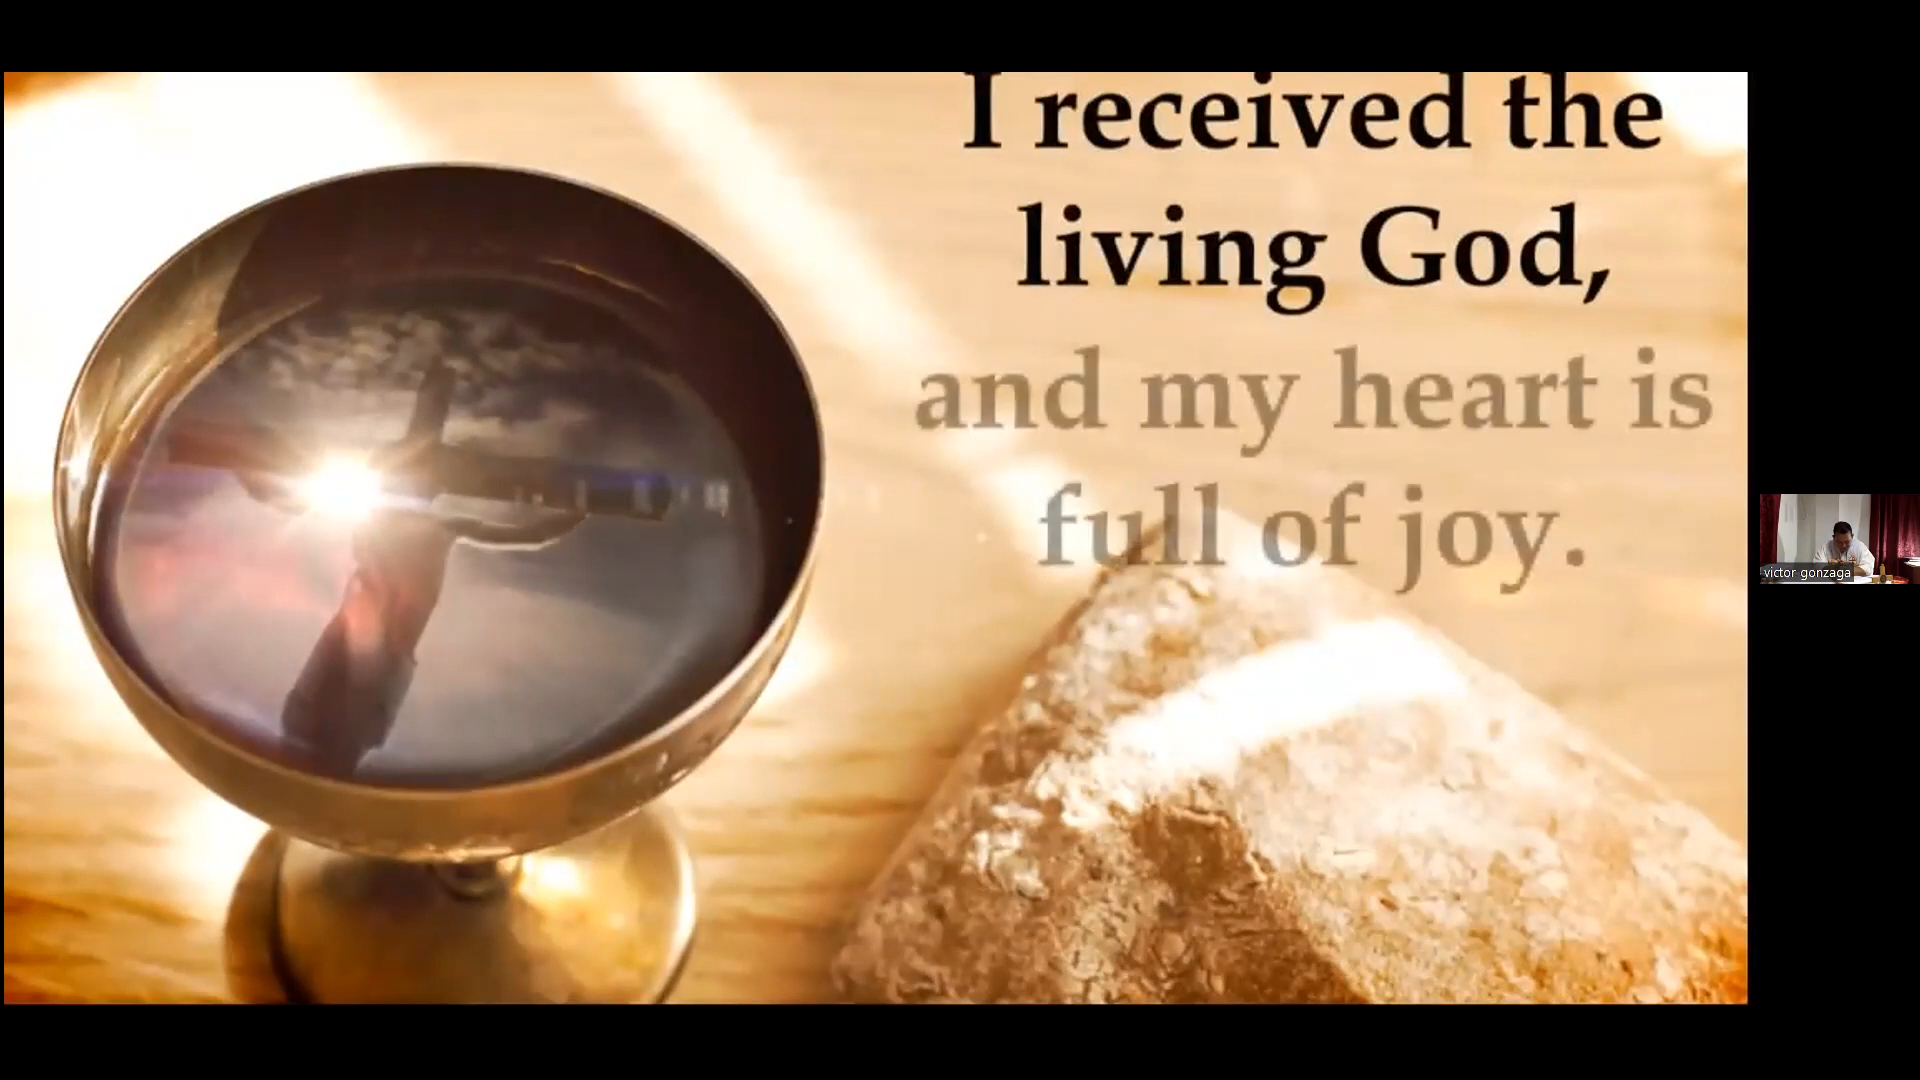 I received the
living God,
and my heart is
full of joy.
victor gonzaga